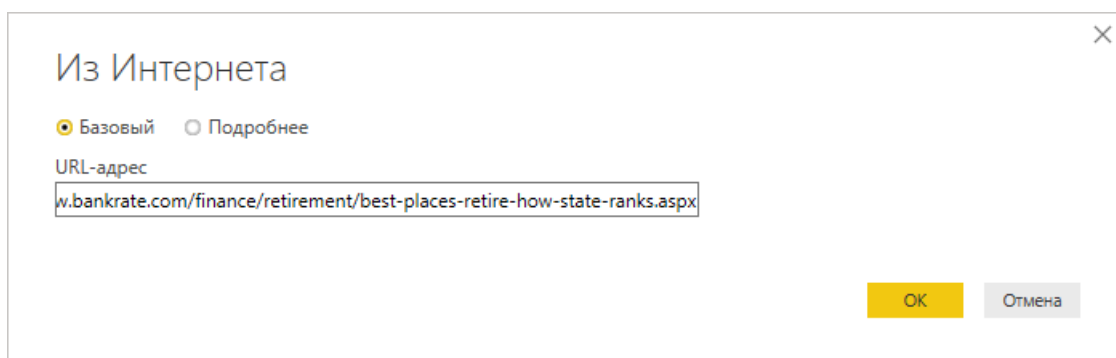 Из Интернета
Базовый Подробнее
URL-адрес
w.bankrate.com/finance/retirement/best-places-retire-how-state-ranks.aspx
ОК Отмена